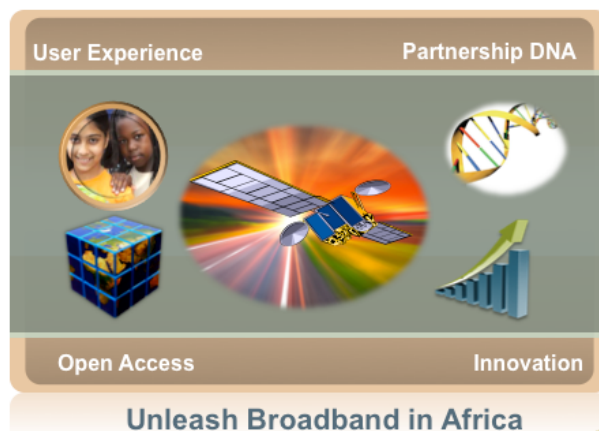 User Experience
Partnership DNA
Open Access
Innovation
Unleash Broadband in Africa